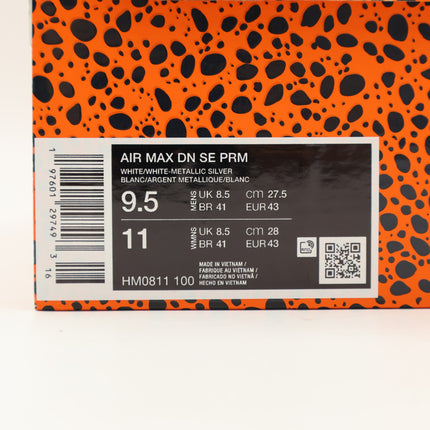 AIR MAX DN SE PRM
WHITE/WHITE-METALLIC SILVER
BLANC/ARGENT METALLIQUE/BLANC
9.5 MENS UK 8.5 cm 27.5
BR 41 EUR 43
11 WMNS UK 8.5 cm 28
BR 41 EUR 43
MADE IN VIETNAM /
FABRIQUE AU VIETNAM /
FABRICADO NO VIETNÃ /
HECHO EN VIETNAM
HM0811 100
1 97601 29749 3 16